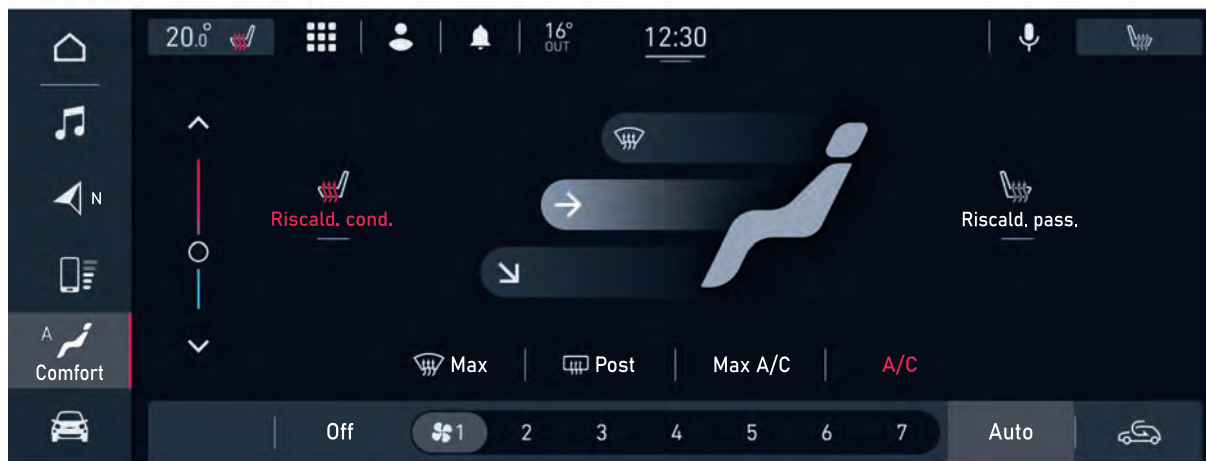 20.0° 16° OUT 12:30
N
Riscald. cond. Riscald. pass.
A
Comfort
Max Post Max A/C A/C
Off 1 2 3 4 5 6 7 Auto